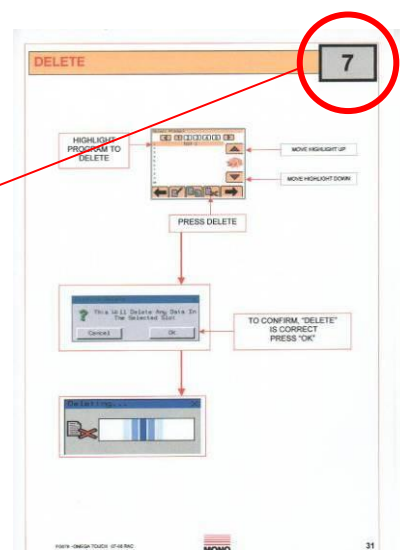 DELETE
7
HIGHLIGHT
PROGRAM TO
DELETE
MOVE HIGHLIGHT UP
MOVE HIGHLIGHT DOWN
PRESS DELETE
This Will Delete Any Data In
The Selected Slot
Cancel
OK
TO CONFIRM, "DELETE"
IS CORRECT
PRESS "OK"
Deleting...
MONO
31